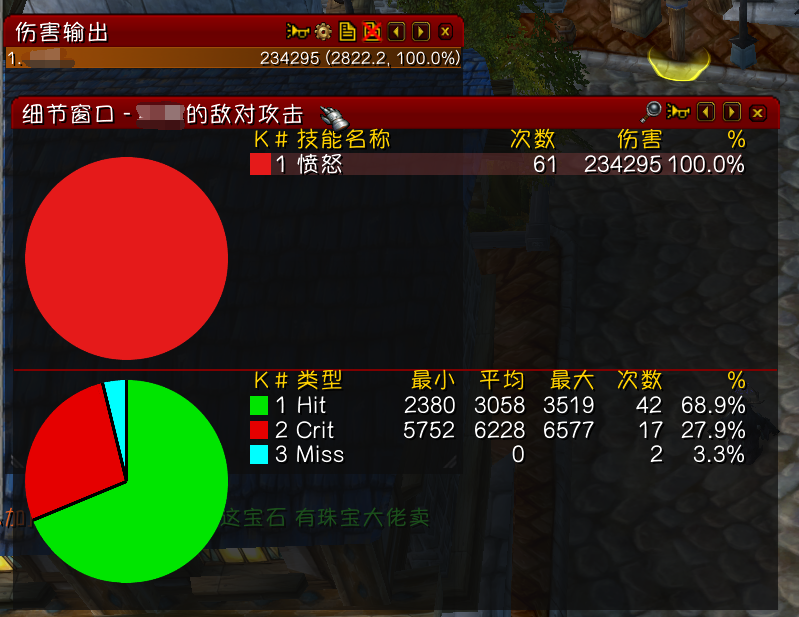 伤害输出
1. 234295 (2822.2, 100.0%)
细节窗口 - 的敌对攻击
K # 技能名称 次数 伤害 %
1 愤怒 61 234295 100.0%
K # 类型 最小 平均 最大 次数 %
1 Hit 2380 3058 3519 42 68.9%
2 Crit 5752 6228 6577 17 27.9%
3 Miss 0 2 3.3%
加 这宝石 有珠宝大佬卖